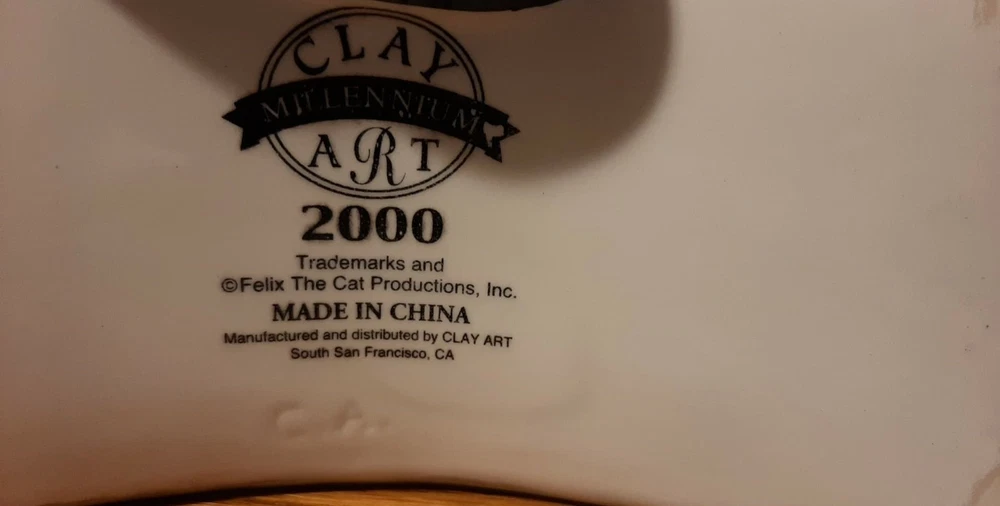 CLAY
MILLENNIUM
ART
2000
Trademarks and
©Felix The Cat Productions, Inc.
MADE IN CHINA
Manufactured and distributed by CLAY ART
South San Francisco, CA
C.A.